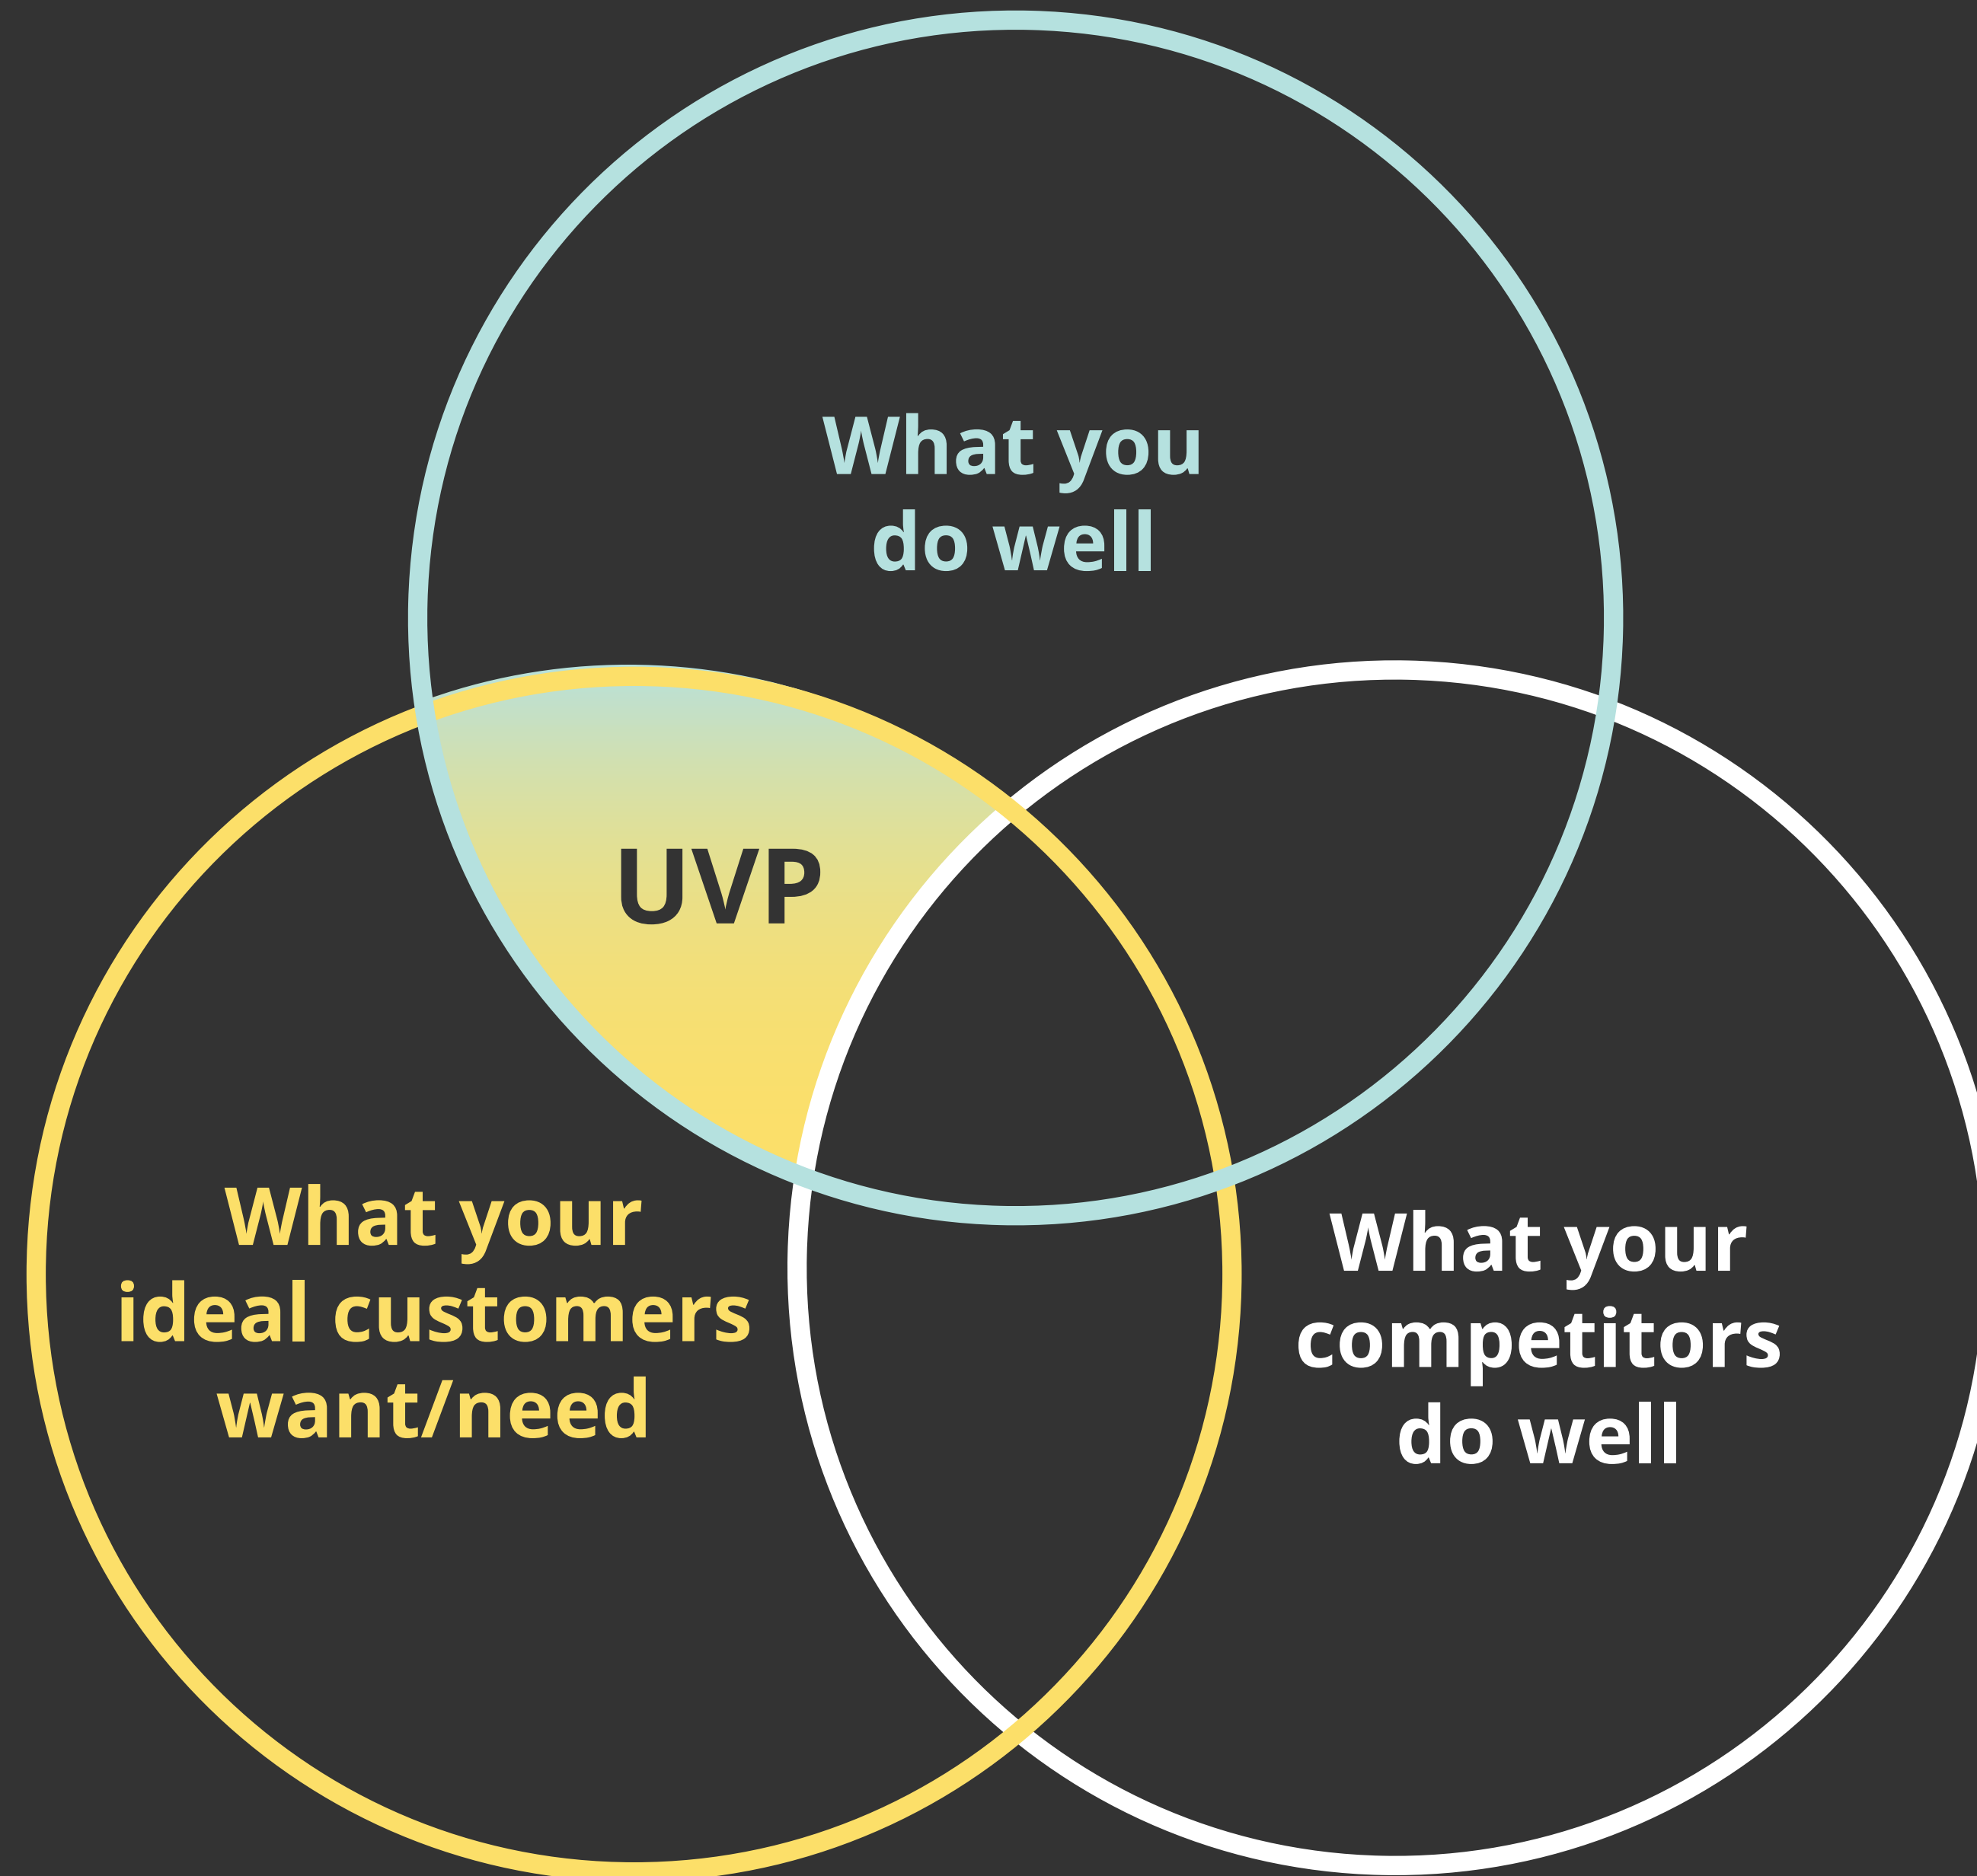 What you
do well
UVP
What your
ideal customers
want/need
What your
competitors
do well